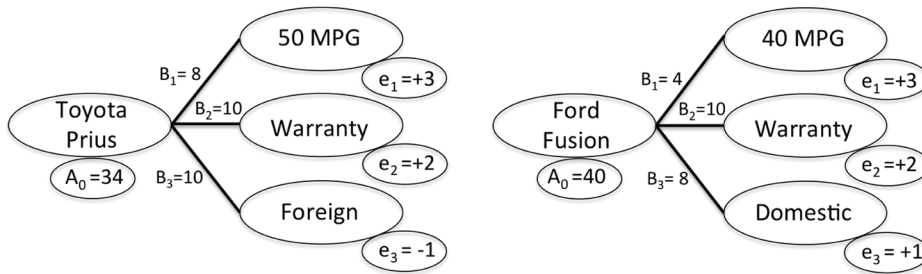 50 MPG
e1=+3
B1= 8
Toyota
Prius
B2=10
Warranty
e2=+2
A0 =34
B3=10
Foreign
e3= -1
40 MPG
e1=+3
B1= 4
Ford
Fusion
B2=10
Warranty
e2=+2
A0 =40
B3= 8
Domestic
e3= +1